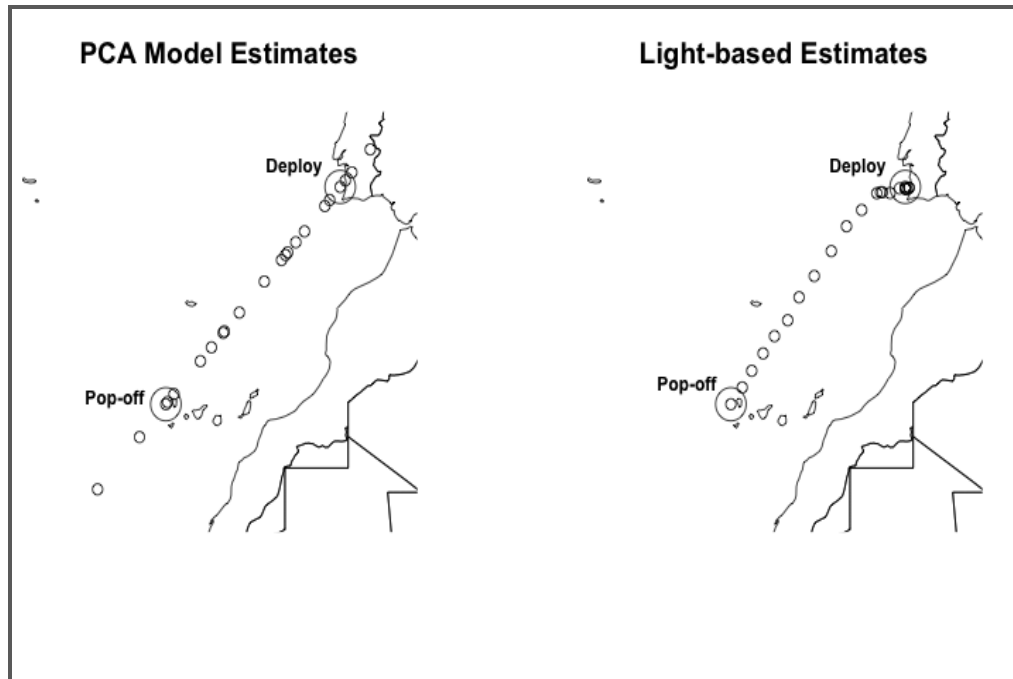 PCA Model Estimates
Light-based Estimates
Deploy
Deploy
Pop-off
Pop-off